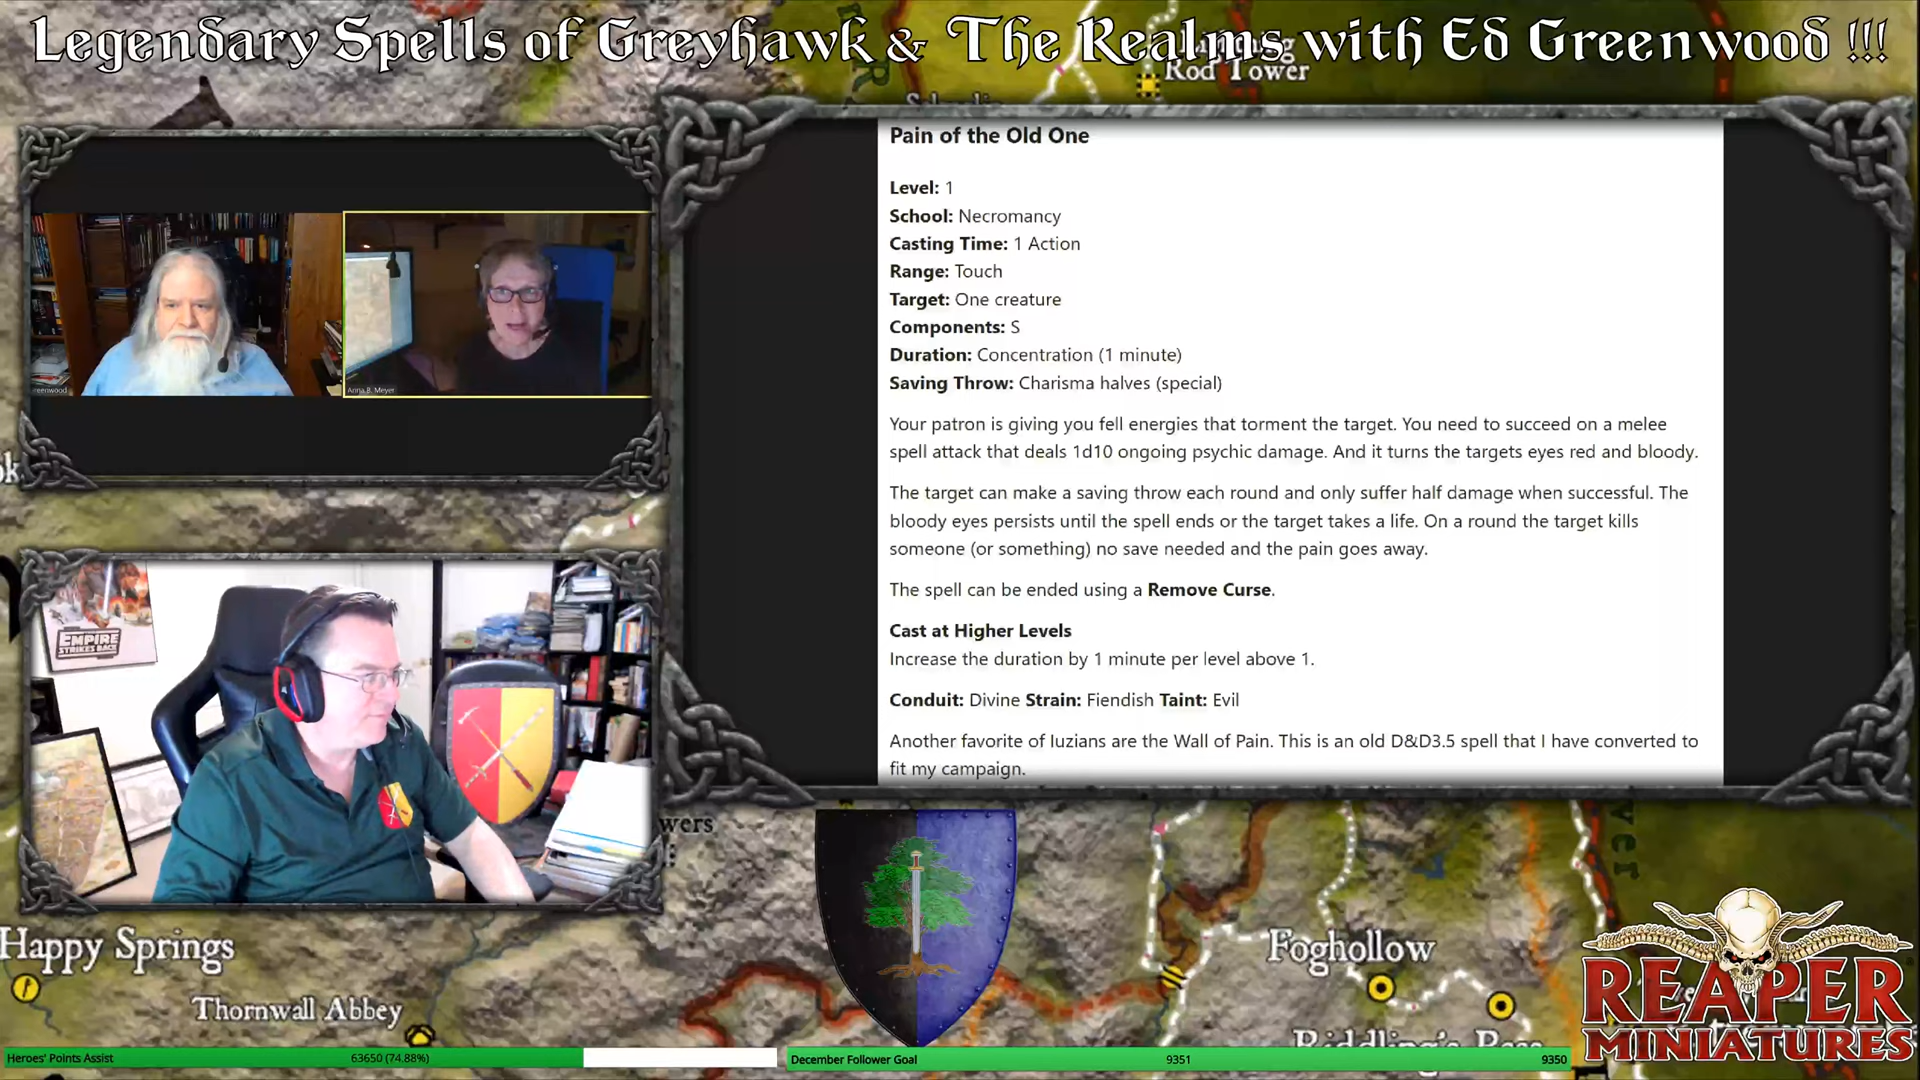 Legendary Spells of Greyhawk & The Realms with Ed Greenwood !!!
Rod Tower
Pain of the Old One
Level: 1
School: Necromancy
Casting Time: 1 Action
Range: Touch
Target: One creature
Components: S
Duration: Concentration (1 minute)
Saving Throw: Charisma halves (special)
Your patron is giving you fell energies that torment the target. You need to succeed on a melee
spell attack that deals 1d10 ongoing psychic damage. And it turns the targets eyes red and bloody.
The target can make a saving throw each round and only suffer half damage when successful. The
bloody eyes persists until the spell ends or the target takes a life. On a round the target kills
someone (or something) no save needed and the pain goes away.
The spell can be ended using a Remove Curse.
Cast at Higher Levels
Increase the duration by 1 minute per level above 1.
Conduit: Divine Strain: Fiendish Taint: Evil
Another favorite of Iuzians are the Wall of Pain. This is an old D&D3.5 spell that I have converted to
fit my campaign.
reenwood
Anna B. Meyer
EMPIRE
STRIKES BACK
wers
ver
Happy Springs
Thornwall Abbey
Foghollow
REAPER
MINIATURES
Heroes' Points Assist 63650 (74.88%)
December Follower Goal 9351 9350